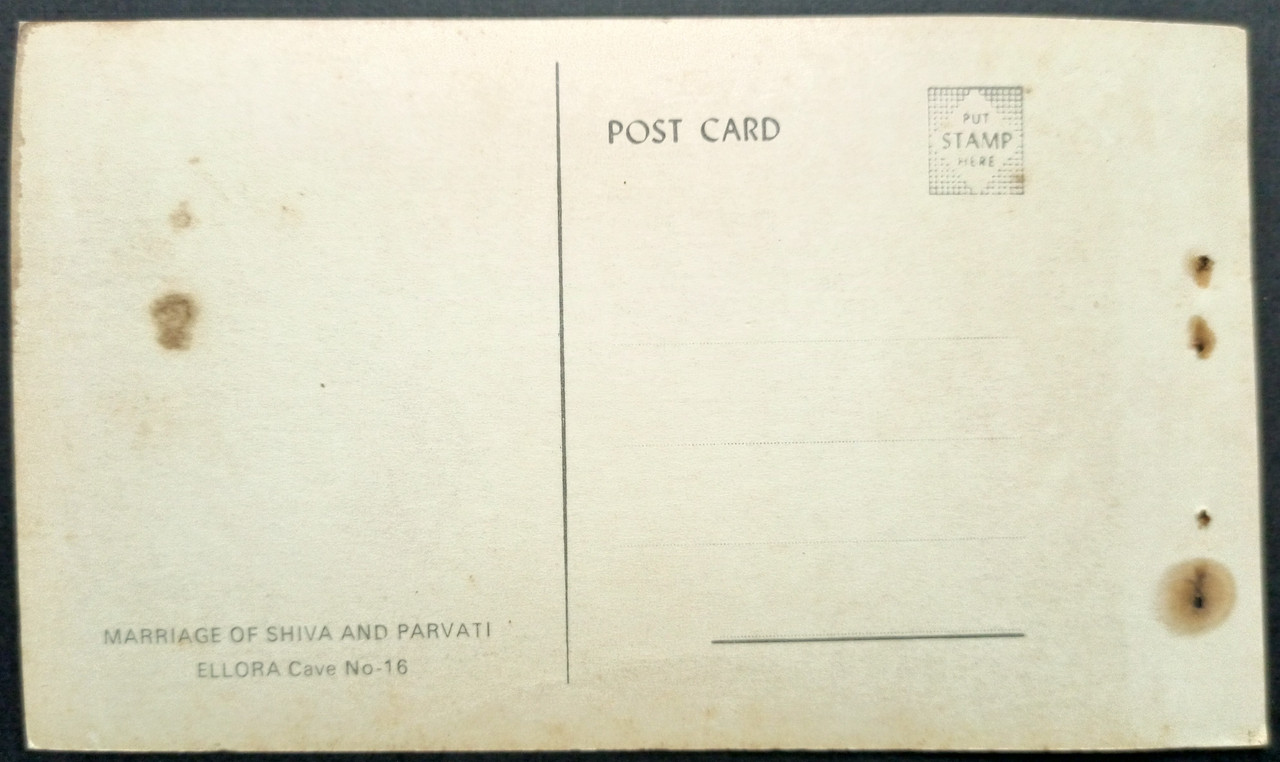 POST CARD
PUT
STAMP
HERE
MARRIAGE OF SHIVA AND PARVATI
ELLORA Cave No-16